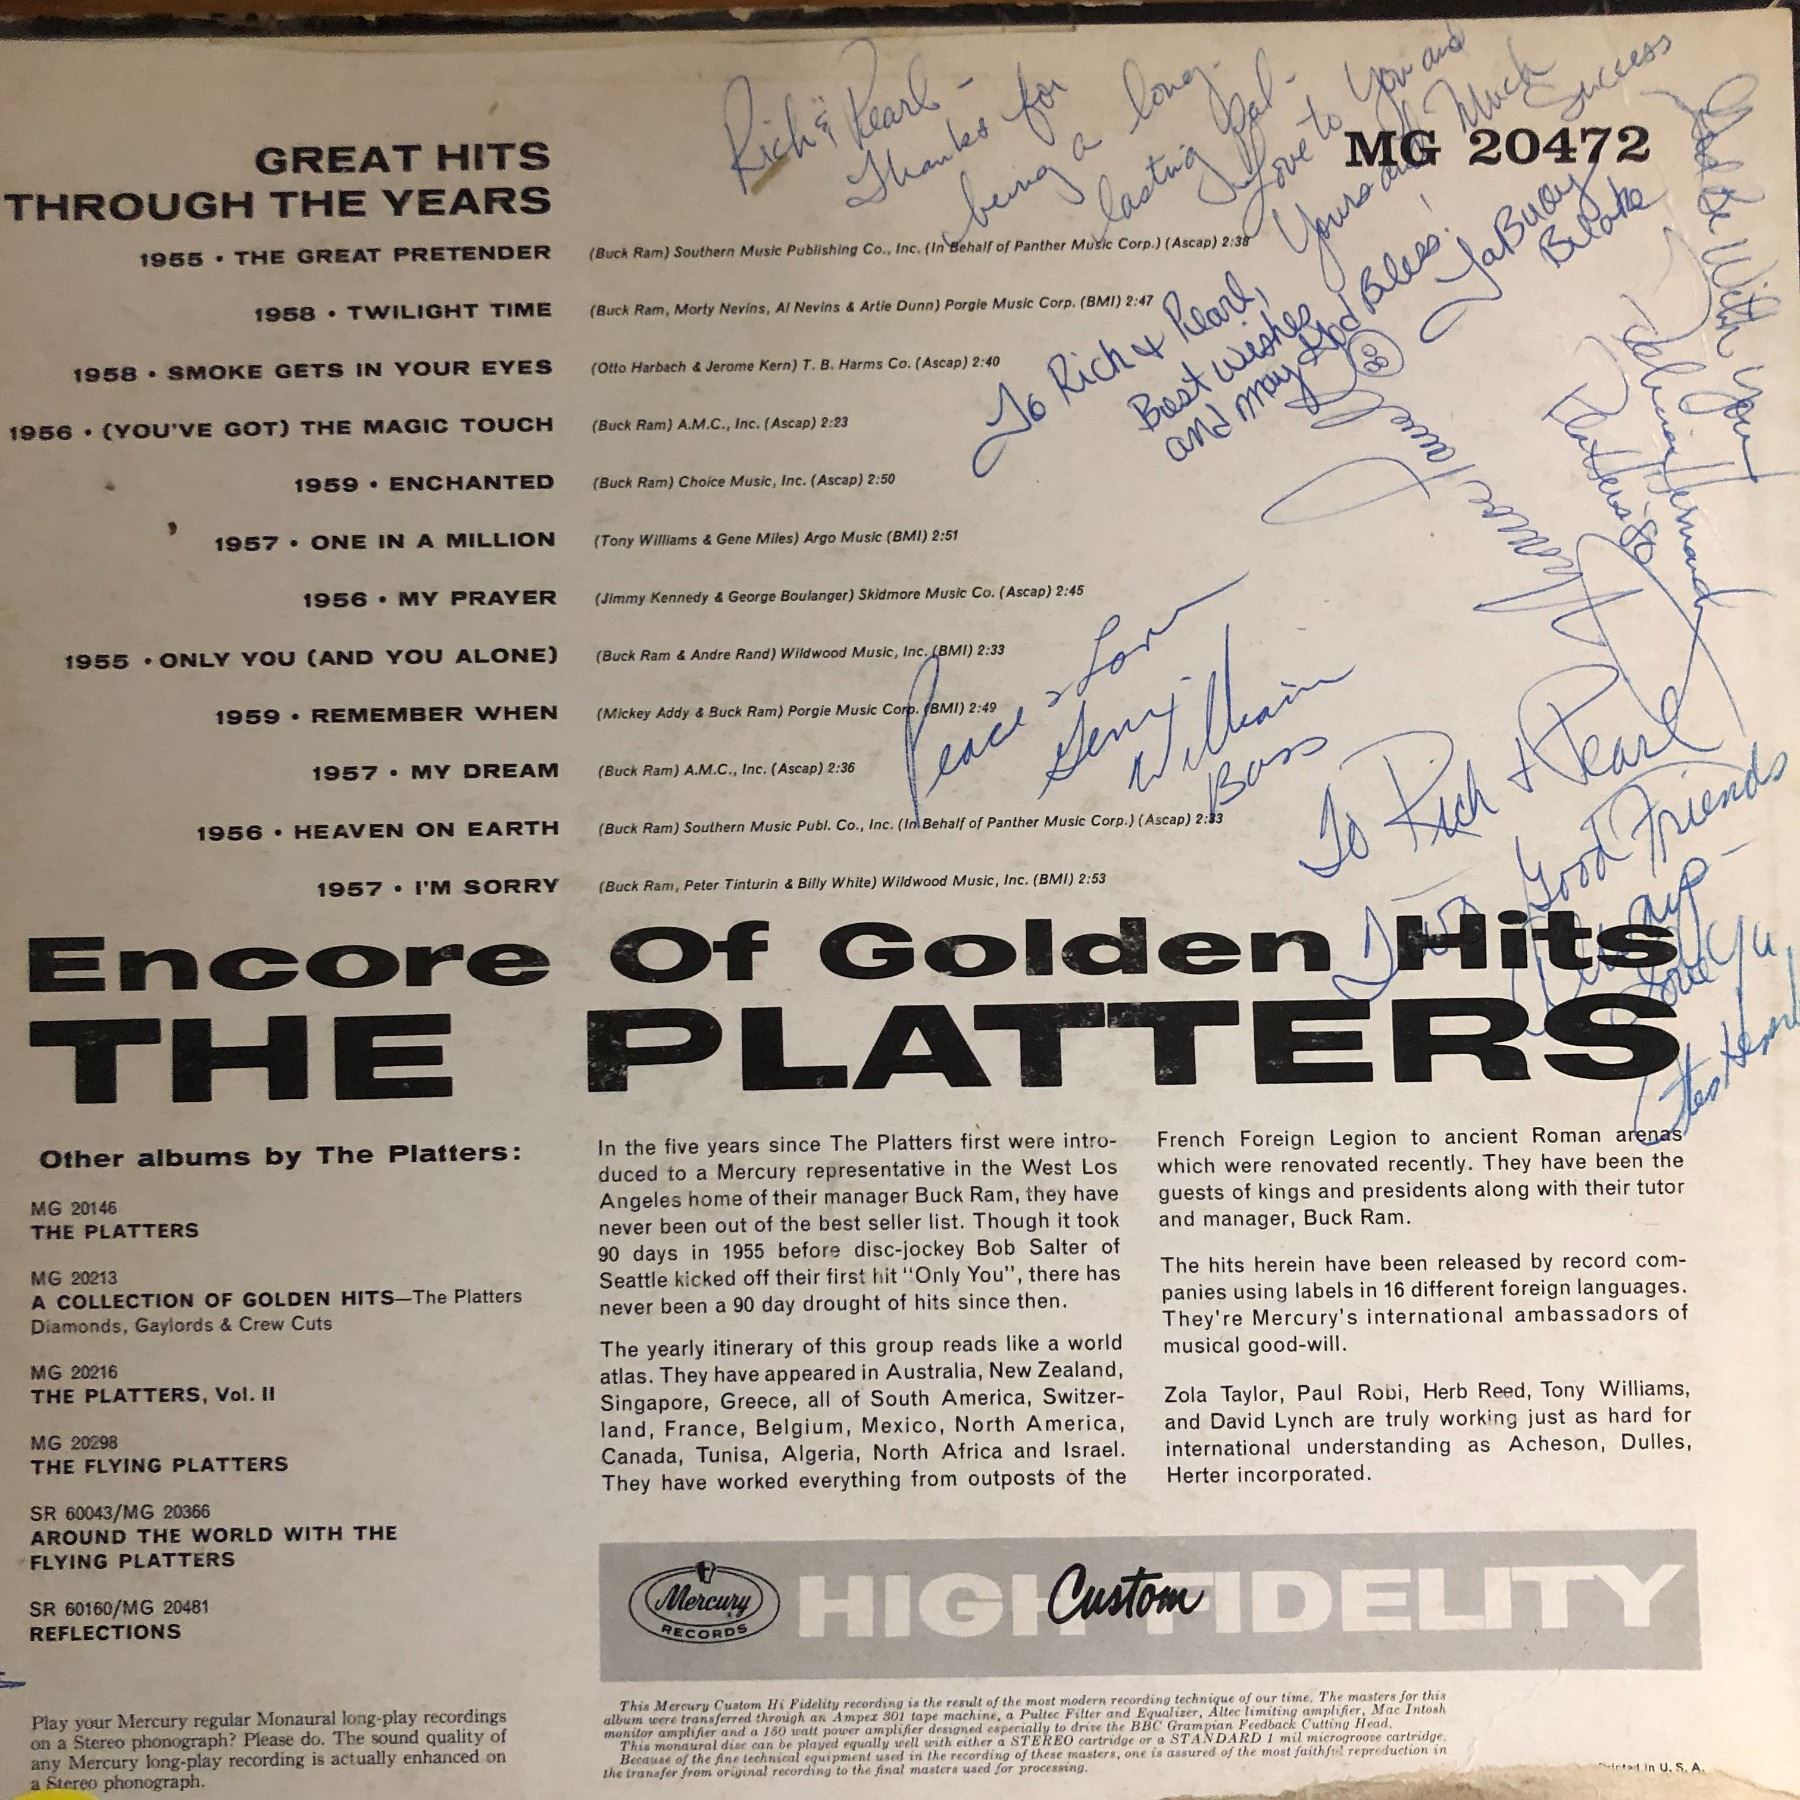 Rich & Pearl -
Thanks for
being a long-
lasting Pal -
Love to You and
Yours and Much
Success
LaBuoy
Blake
MG 20472
God Be With You
Platters '80
To Rich & Pearl,
Best Wishes
and may God Bless!
Peace & Love
William
Bass
To Rich + Pearl
Two Good Friends
Love Ya
GREAT HITS
THROUGH THE YEARS
1955 • THE GREAT PRETENDER (Buck Ram) Southern Music Publishing Co., Inc. (In Behalf of Panther Music Corp.) (Ascap) 2:38
1958 • TWILIGHT TIME (Buck Ram, Morty Nevins, Al Nevins & Artie Dunn) Porgie Music Corp. (BMI) 2:47
1958 • SMOKE GETS IN YOUR EYES (Otto Harbach & Jerome Kern) T. B. Harms Co. (Ascap) 2:40
1956 • (YOU'VE GOT) THE MAGIC TOUCH (Buck Ram) A.M.C., Inc. (Ascap) 2:23
1959 • ENCHANTED (Buck Ram) Choice Music, Inc. (Ascap) 2:50
1957 • ONE IN A MILLION (Tony Williams & Gene Miles) Argo Music (BMI) 2:51
1956 • MY PRAYER (Jimmy Kennedy & George Boulanger) Skidmore Music Co. (Ascap) 2:45
1955 • ONLY YOU (AND YOU ALONE) (Buck Ram & Andre Rand) Wildwood Music, Inc. (BMI) 2:33
1959 • REMEMBER WHEN (Mickey Addy & Buck Ram) Porgie Music Corp. (BMI) 2:49
1957 • MY DREAM (Buck Ram) A.M.C., Inc. (Ascap) 2:36
1956 • HEAVEN ON EARTH (Buck Ram) Southern Music Publ. Co., Inc. (In Behalf of Panther Music Corp.) (Ascap) 2:33
1957 • I'M SORRY (Buck Ram, Peter Tinturin & Billy White) Wildwood Music, Inc. (BMI) 2:53
Encore Of Golden Hits
THE PLATTERS
Other albums by The Platters:
MG 20146
THE PLATTERS
MG 20213
A COLLECTION OF GOLDEN HITS—The Platters
Diamonds, Gaylords & Crew Cuts
MG 20216
THE PLATTERS, Vol. II
MG 20298
THE FLYING PLATTERS
SR 60043/MG 20366
AROUND THE WORLD WITH THE
FLYING PLATTERS
SR 60160/MG 20481
REFLECTIONS
Play your Mercury regular Monaural long-play recordings
on a Stereo phonograph? Please do. The sound quality of
any Mercury long-play recording is actually enhanced on
a Stereo phonograph.
In the five years since The Platters first were intro-
duced to a Mercury representative in the West Los
Angeles home of their manager Buck Ram, they have
never been out of the best seller list. Though it took
90 days in 1955 before disc-jockey Bob Salter of
Seattle kicked off their first hit "Only You", there has
never been a 90 day drought of hits since then.
The yearly itinerary of this group reads like a world
atlas. They have appeared in Australia, New Zealand,
Singapore, Greece, all of South America, Switzer-
land, France, Belgium, Mexico, North America,
Canada, Tunisa, Algeria, North Africa and Israel.
They have worked everything from outposts of the
French Foreign Legion to ancient Roman arenas
which were renovated recently. They have been the
guests of kings and presidents along with their tutor
and manager, Buck Ram.
The hits herein have been released by record com-
panies using labels in 16 different foreign languages.
They're Mercury's international ambassadors of
musical good-will.
Zola Taylor, Paul Robi, Herb Reed, Tony Williams,
and David Lynch are truly working just as hard for
international understanding as Acheson, Dulles,
Herter incorporated.
Mercury
RECORDS
HIGH FIDELITY
Custom
This Mercury Custom Hi Fidelity recording is the result of the most modern recording technique of our time. The masters for this
album were transferred through an Ampex 301 tape machine, a Pultec Filter and Equalizer, Altec limiting amplifier, Mac Intosh
monitor amplifier and a 150 watt power amplifier designed especially to drive the BBC Grampian Feedback Cutting Head.
This monaural disc can be played equally well with either a STEREO cartridge or a STANDARD 1 mil microgroove cartridge.
Because of the fine technical equipment used in the recording of these masters, one is assured of the most faithful reproduction in
the transfer from original recording to the final masters used for processing.
Printed in U. S. A.